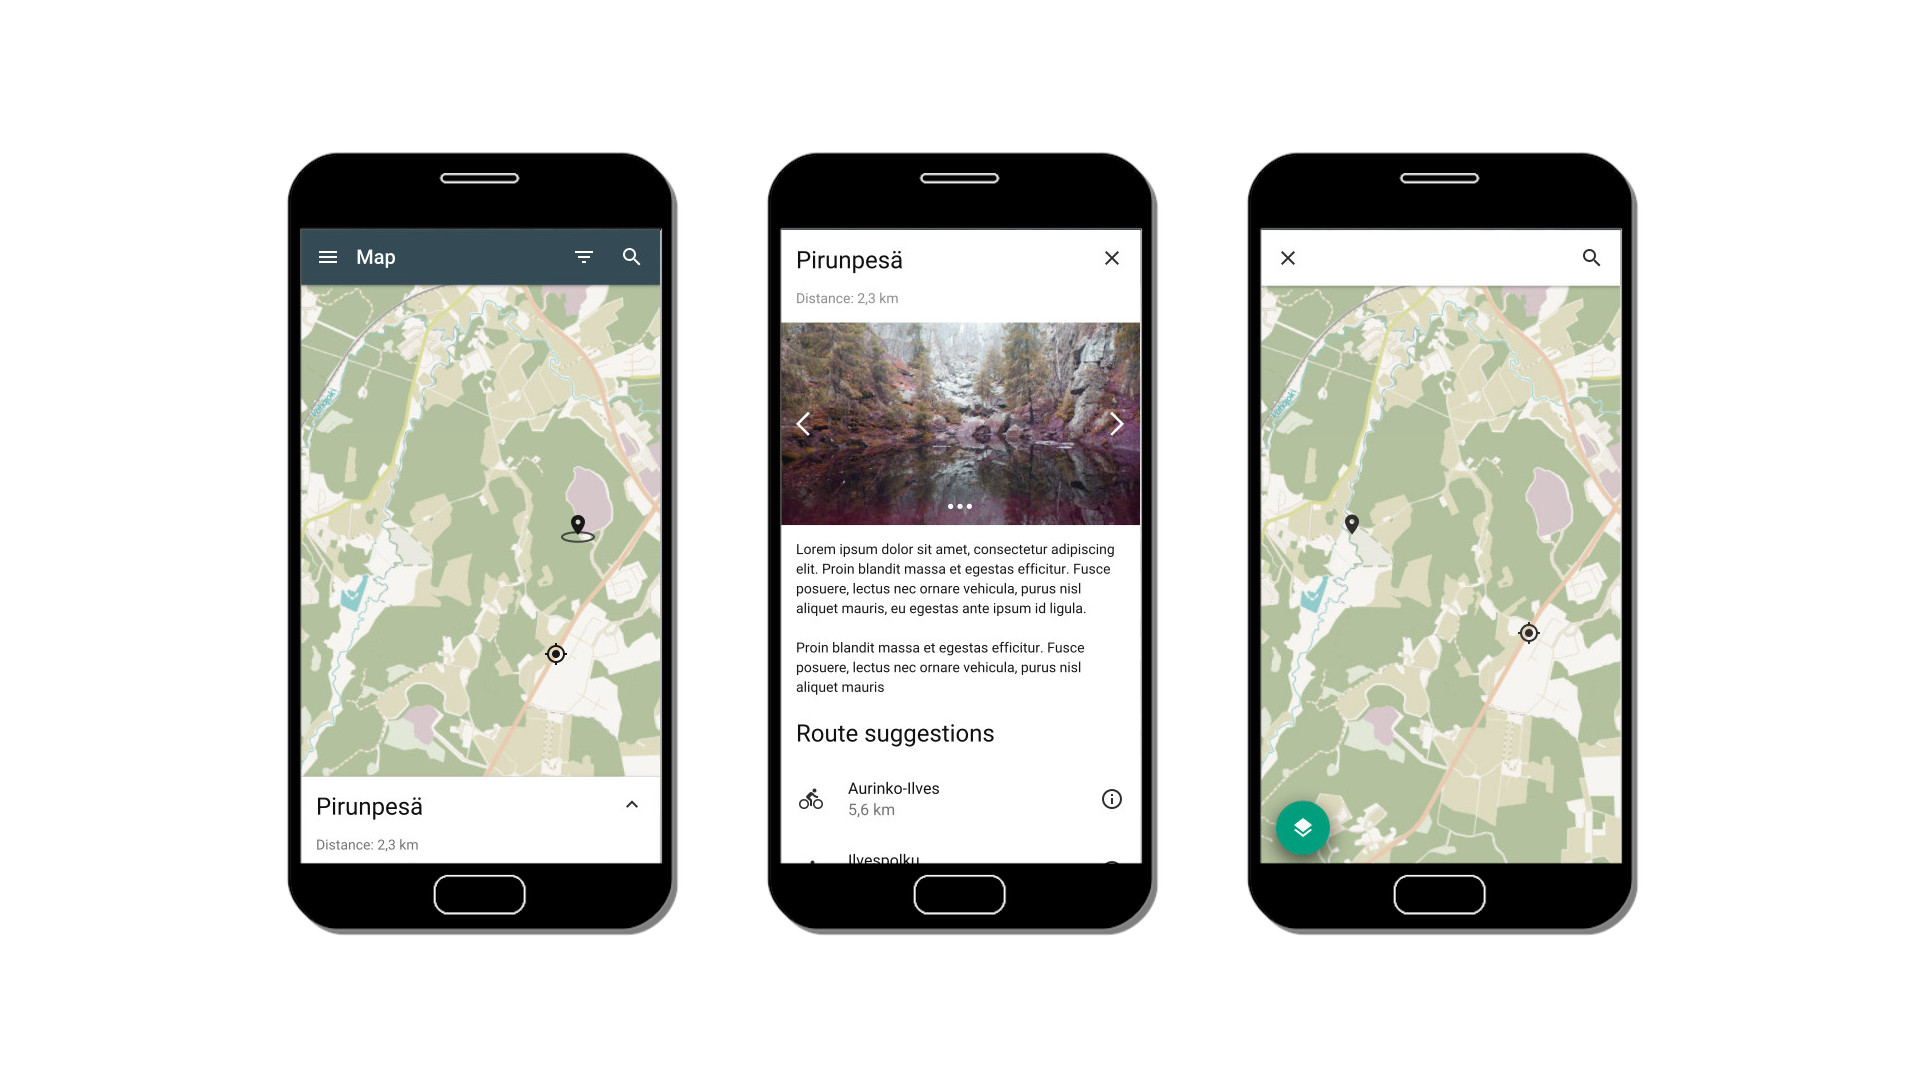 Map
Pirunpesä
Distance: 2,3 km
Pirunpesä
Distance: 2,3 km
Lorem ipsum dolor sit amet, consectetur adipiscing
elit. Proin blandit massa et egestas efficitur. Fusce
posuere, lectus nec ornare vehicula, purus nisl
aliquet mauris, eu egestas ante ipsum id ligula.
Proin blandit massa et egestas efficitur. Fusce
posuere, lectus nec ornare vehicula, purus nisl
aliquet mauris
Route suggestions
Aurinko-Ilves
5,6 km
Ilvespolku